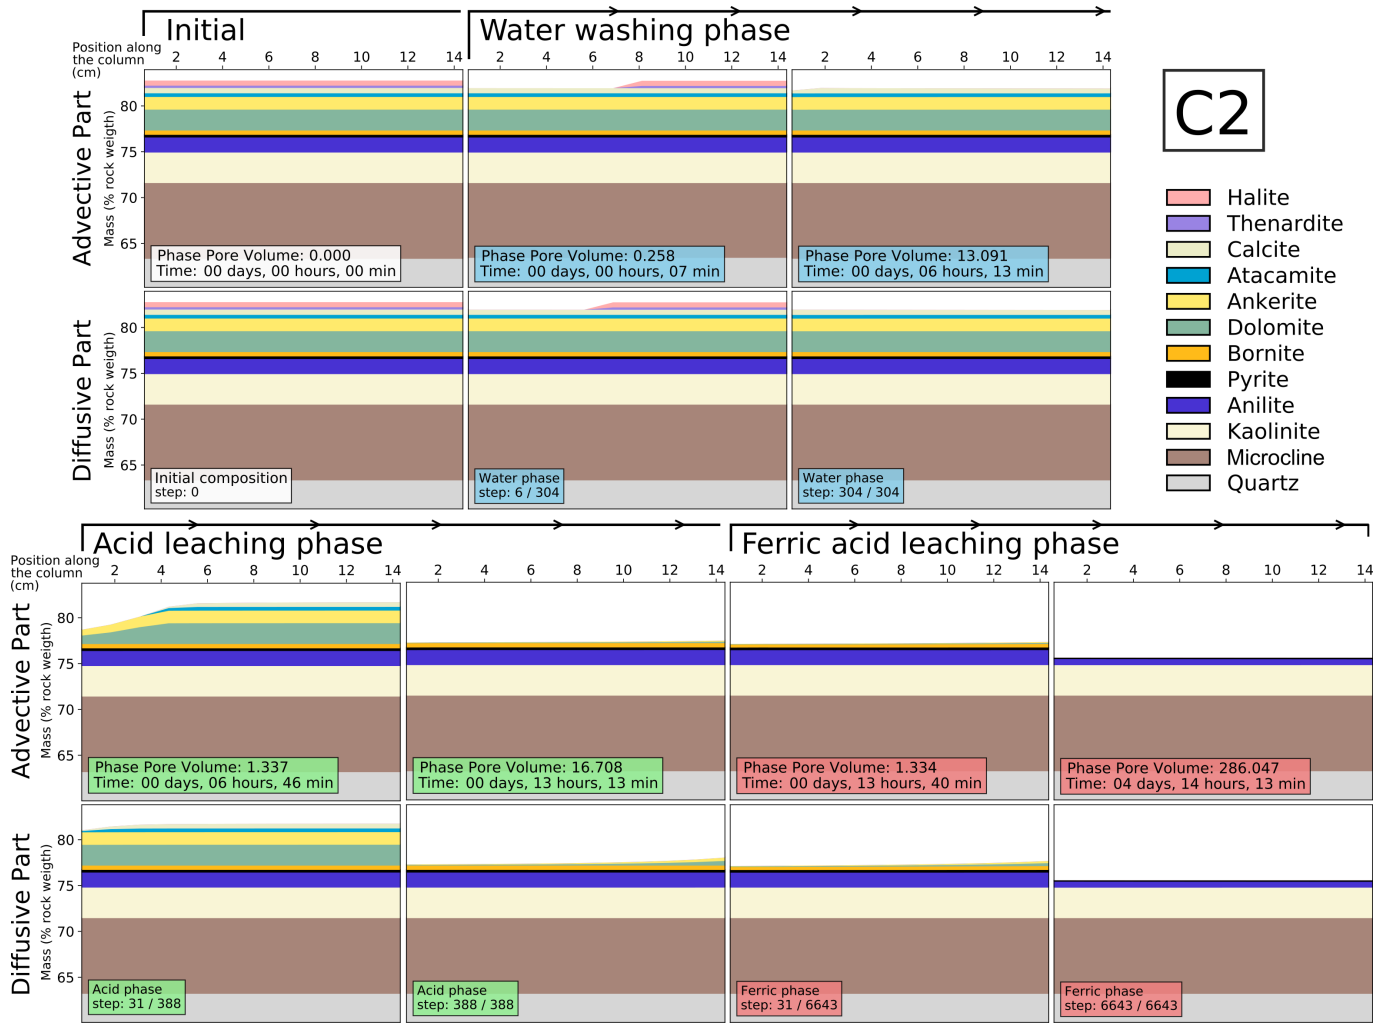 Initial
Water washing phase
Position along
the column
(cm)
2 4 6 8 10 12 14
2 4 6 8 10 12 14
2 4 6 8 10 12 14
Advective Part
Mass (% rock weigth)
80
75
70
65
Phase Pore Volume: 0.000
Time: 00 days, 00 hours, 00 min
Phase Pore Volume: 0.258
Time: 00 days, 00 hours, 07 min
Phase Pore Volume: 13.091
Time: 00 days, 06 hours, 13 min
Diffusive Part
Mass (% rock weigth)
80
75
70
65
Initial composition
step: 0
Water phase
step: 6 / 304
Water phase
step: 304 / 304
C2
Halite
Thenardite
Calcite
Atacamite
Ankerite
Dolomite
Bornite
Pyrite
Anilite
Kaolinite
Microcline
Quartz
Acid leaching phase
Ferric acid leaching phase
Position along
the column
(cm)
2 4 6 8 10 12 14
2 4 6 8 10 12 14
2 4 6 8 10 12 14
2 4 6 8 10 12 14
Advective Part
Mass (% rock weigth)
80
75
70
65
Phase Pore Volume: 1.337
Time: 00 days, 06 hours, 46 min
Phase Pore Volume: 16.708
Time: 00 days, 13 hours, 13 min
Phase Pore Volume: 1.334
Time: 00 days, 13 hours, 40 min
Phase Pore Volume: 286.047
Time: 04 days, 14 hours, 13 min
Diffusive Part
Mass (% rock weigth)
80
75
70
65
Acid phase
step: 31 / 388
Acid phase
step: 388 / 388
Ferric phase
step: 31 / 6643
Ferric phase
step: 6643 / 6643